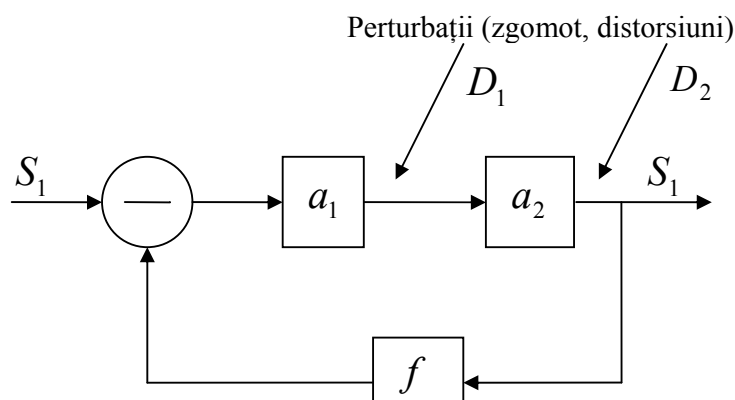 Perturbații (zgomot, distorsiuni)
D₁
D₂
S₁
a₁
a₂
S₁
f